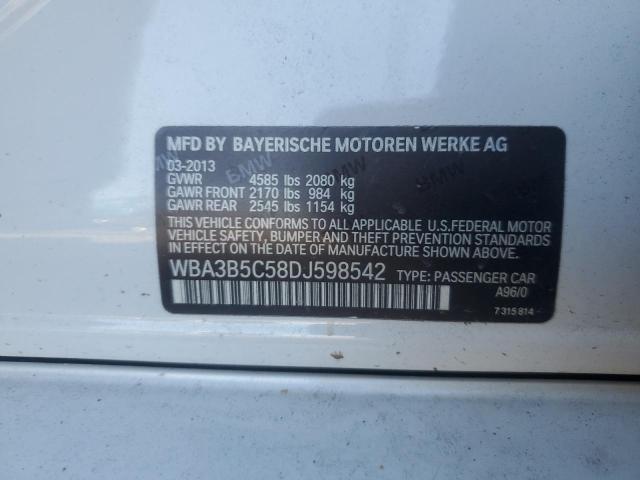 MFD BY BAYERISCHE MOTOREN WERKE AG
03-2013
GVWR 4585 lbs 2080 kg
GAWR FRONT 2170 lbs 984 kg
GAWR REAR 2545 lbs 1154 kg
THIS VEHICLE CONFORMS TO ALL APPLICABLE U.S.FEDERAL MOTOR
VEHICLE SAFETY, BUMPER AND THEFT PREVENTION STANDARDS
IN EFFECT ON THE DATE OF MANUFACTURE SHOWN ABOVE.
WBA3B5C58DJ598542 TYPE: PASSENGER CAR
A96/0
7 315 814
BMW
BMW